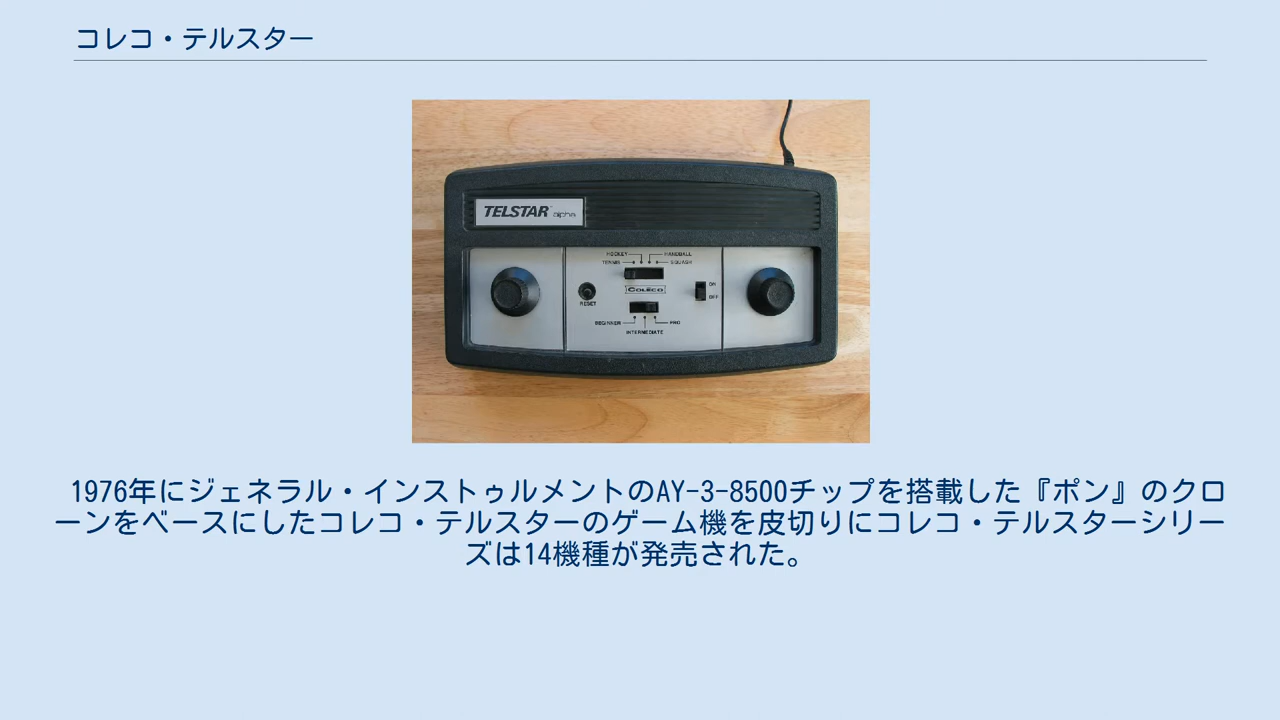 コレコ・テルスター
TELSTAR alpha
HOCKEY HANDBALL
TENNIS SQUASH
COLECO
ON
OFF
RESET
BEGINNER PRO
INTERMEDIATE
1976年にジェネラル・インストゥルメントのAY-3-8500チップを搭載した『ポン』のクロ
ーンをベースにしたコレコ・テルスターのゲーム機を皮切りにコレコ・テルスターシリー
ズは14機種が発売された。